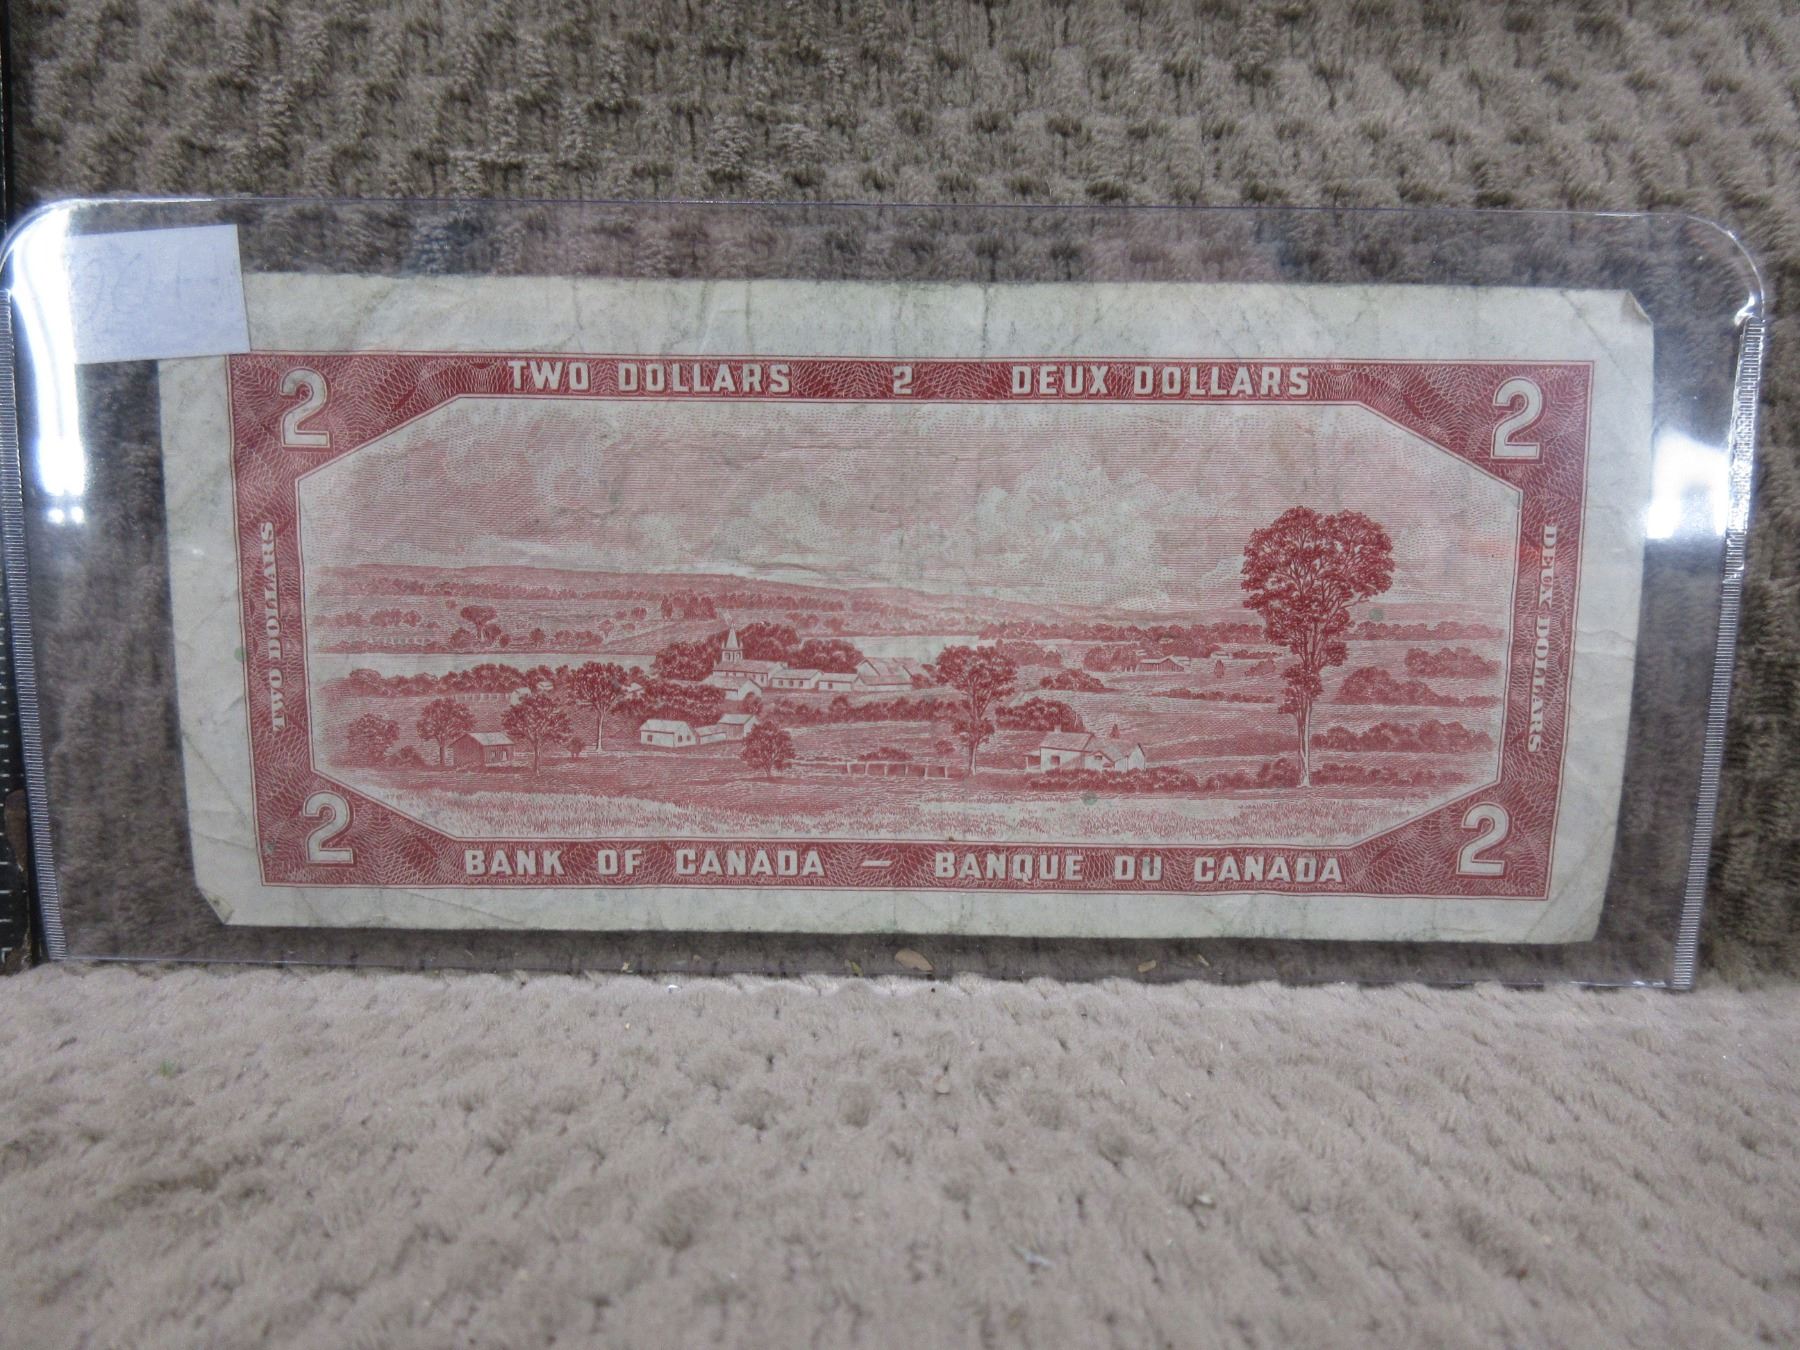 TWO DOLLARS 2 DEUX DOLLARS
2 2
TWO DOLLARS
DEUX DOLLARS
2 2
BANK OF CANADA — BANQUE DU CANADA